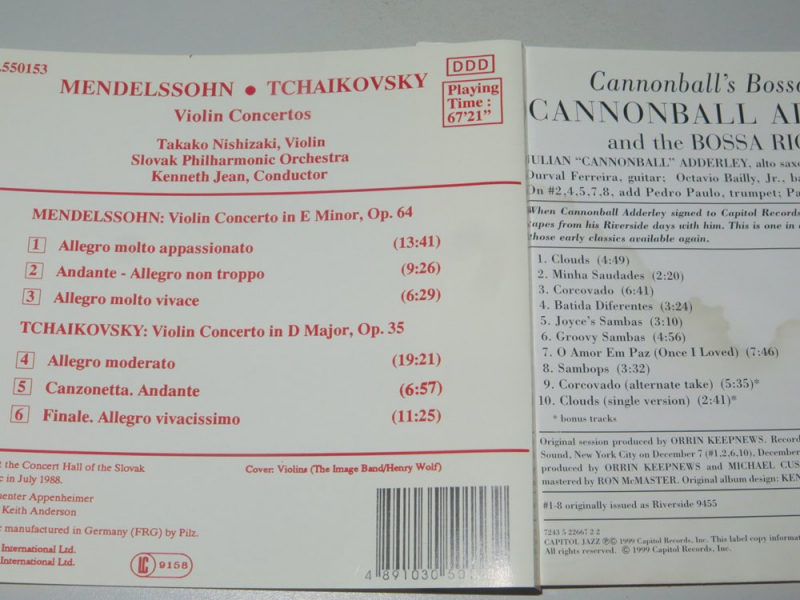 .550153
MENDELSSOHN • TCHAIKOVSKY
Violin Concertos
DDD
Playing
Time :
67'21"
Takako Nishizaki, Violin
Slovak Philharmonic Orchestra
Kenneth Jean, Conductor
MENDELSSOHN: Violin Concerto in E Minor, Op. 64
1 Allegro molto appassionato (13:41)
2 Andante - Allegro non troppo (9:26)
3 Allegro molto vivace (6:29)
TCHAIKOVSKY: Violin Concerto in D Major, Op. 35
4 Allegro moderato (19:21)
5 Canzonetta. Andante (6:57)
6 Finale. Allegro vivacissimo (11:25)
t the Concert Hall of the Slovak
e in July 1988.
Cover: Violins (The Image Band/Henry Wolf)
enter Appenheimer
Keith Anderson
r manufactured in Germany (FRG) by Pilz.
International Ltd.
International Ltd.
LC 9158
4 891030
Cannonball's Bossa
CANNONBALL AD
and the BOSSA RIO
JULIAN "CANNONBALL" ADDERLEY, alto saxo
Durval Ferreira, guitar; Octavio Bailly, Jr., ba
On #2,4,5,7,8, add Pedro Paulo, trumpet; Pa
When Cannonball Adderley signed to Capitol Records
tapes from his Riverside days with him. This is one in
those early classics available again.
1. Clouds (4:49)
2. Minha Saudades (2:20)
3. Corcovado (6:41)
4. Batida Diferentes (3:24)
5. Joyce's Sambas (3:10)
6. Groovy Sambas (4:56)
7. O Amor Em Paz (Once I Loved) (7:46)
8. Sambops (3:32)
9. Corcovado (alternate take) (5:35)*
10. Clouds (single version) (2:41)*
* bonus tracks
Original session produced by ORRIN KEEPNEWS. Record
Sound, New York City on December 7 (#1,2,6,10), December
produced by ORRIN KEEPNEWS and MICHAEL CUS
mastered by RON McMASTER. Original album design: KEN
#1-8 originally issued as Riverside 9455
7243 5 22667 2 2
CAPITOL JAZZ ℗© 1999 Capitol Records, Inc. This label copy informat
All rights reserved. © 1999 Capitol Records, Inc.